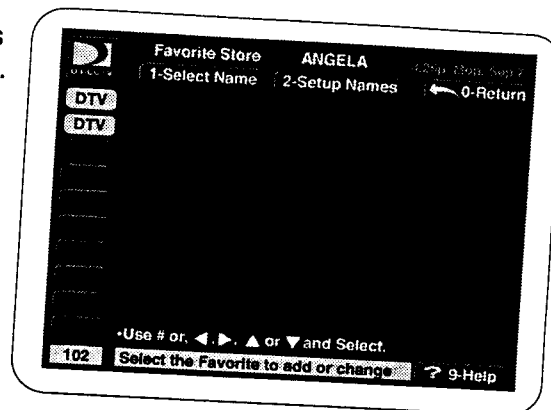 s
.
Favorite Store ANGELA
1-Select Name 2-Setup Names 0-Return
DTV
DTV
•Use # or, ◀, ▶, ▲ or ▼ and Select.
102 Select the Favorite to add or change ? 9-Help